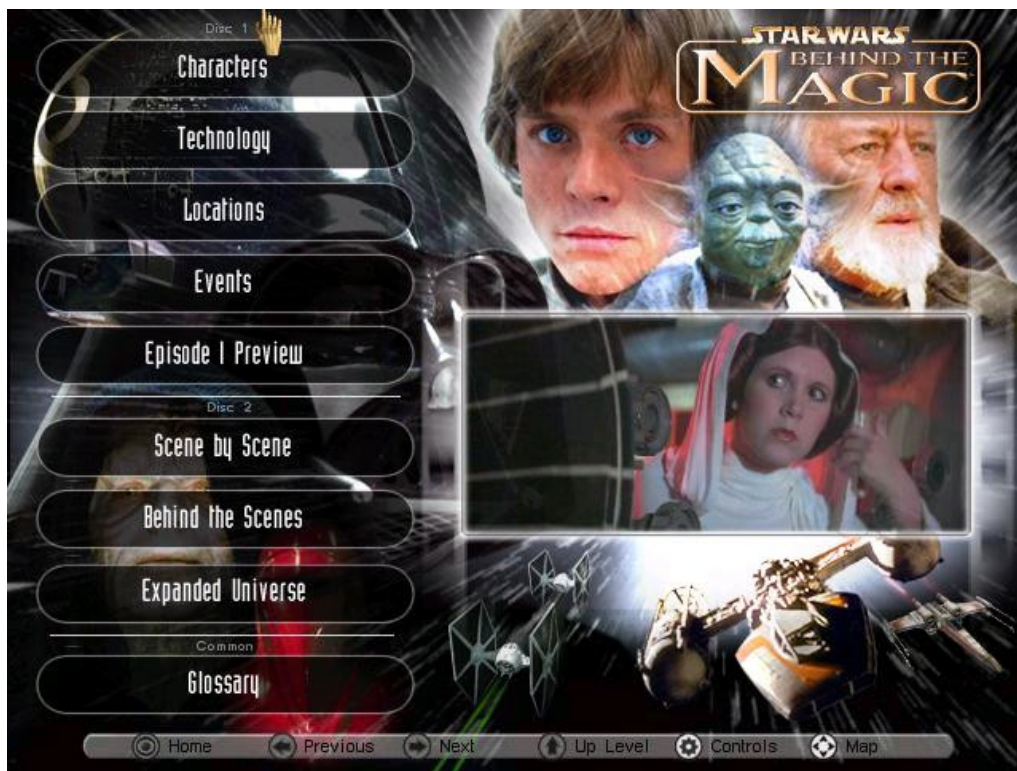 Disc 1
Characters
Technology
Locations
Events
Episode I Preview
Disc 2
Scene by Scene
Behind the Scenes
Expanded Universe
Common
Glossary
STAR WARS
BEHIND THE
MAGIC
Home Previous Next Up Level Controls Map